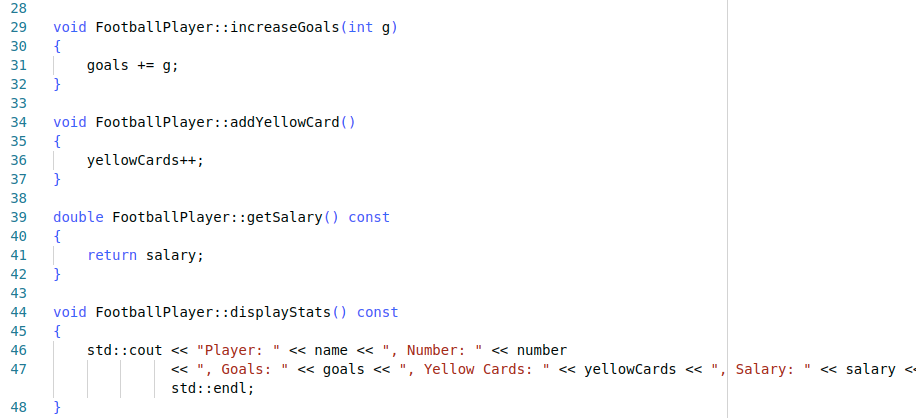 28
29 void FootballPlayer::increaseGoals(int g)
30 {
31     goals += g;
32 }
33
34 void FootballPlayer::addYellowCard()
35 {
36     yellowCards++;
37 }
38
39 double FootballPlayer::getSalary() const
40 {
41     return salary;
42 }
43
44 void FootballPlayer::displayStats() const
45 {
46     std::cout << "Player: " << name << ", Number: " << number
47               << ", Goals: " << goals << ", Yellow Cards: " << yellowCards << ", Salary: " << salary <<
              std::endl;
48 }